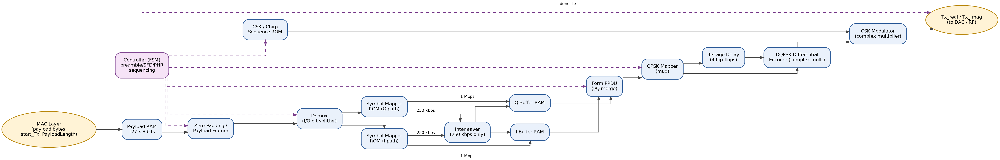 done_Tx
Tx_real / Tx_imag
(to DAC / RF)
CSK / Chirp
Sequence ROM
CSK Modulator
(complex multiplier)
Controller (FSM)
preamble/SFD/PHR
sequencing
4-stage Delay
(4 flip-flops)
DQPSK Differential
Encoder (complex mult.)
QPSK Mapper
(mux)
Form PPDU
(I/Q merge)
Symbol Mapper
ROM (Q path)
1 Mbps
Q Buffer RAM
250 kbps
Demux
(I/Q bit splitter)
MAC Layer
(payload bytes,
start_Tx, PayloadLength)
Payload RAM
127 x 8 bits
Zero-Padding /
Payload Framer
Symbol Mapper
ROM (I path)
250 kbps
Interleaver
(250 kbps only)
I Buffer RAM
1 Mbps